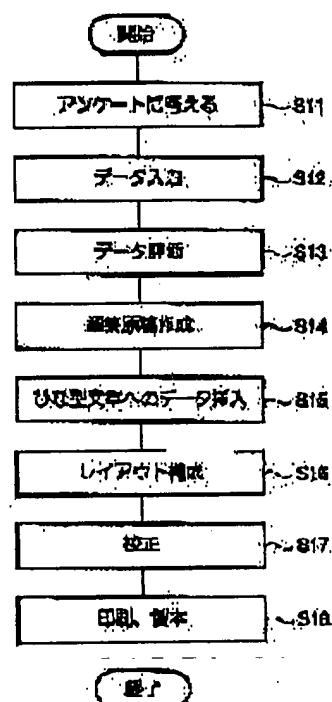 開始
アンケートに答える S11
データ入力 S12
データ評価 S13
編集原稿作成 S14
ひな型文章へのデータ挿入 S15
レイアウト構成 S16
校正 S17
印刷、製本 S18
終了